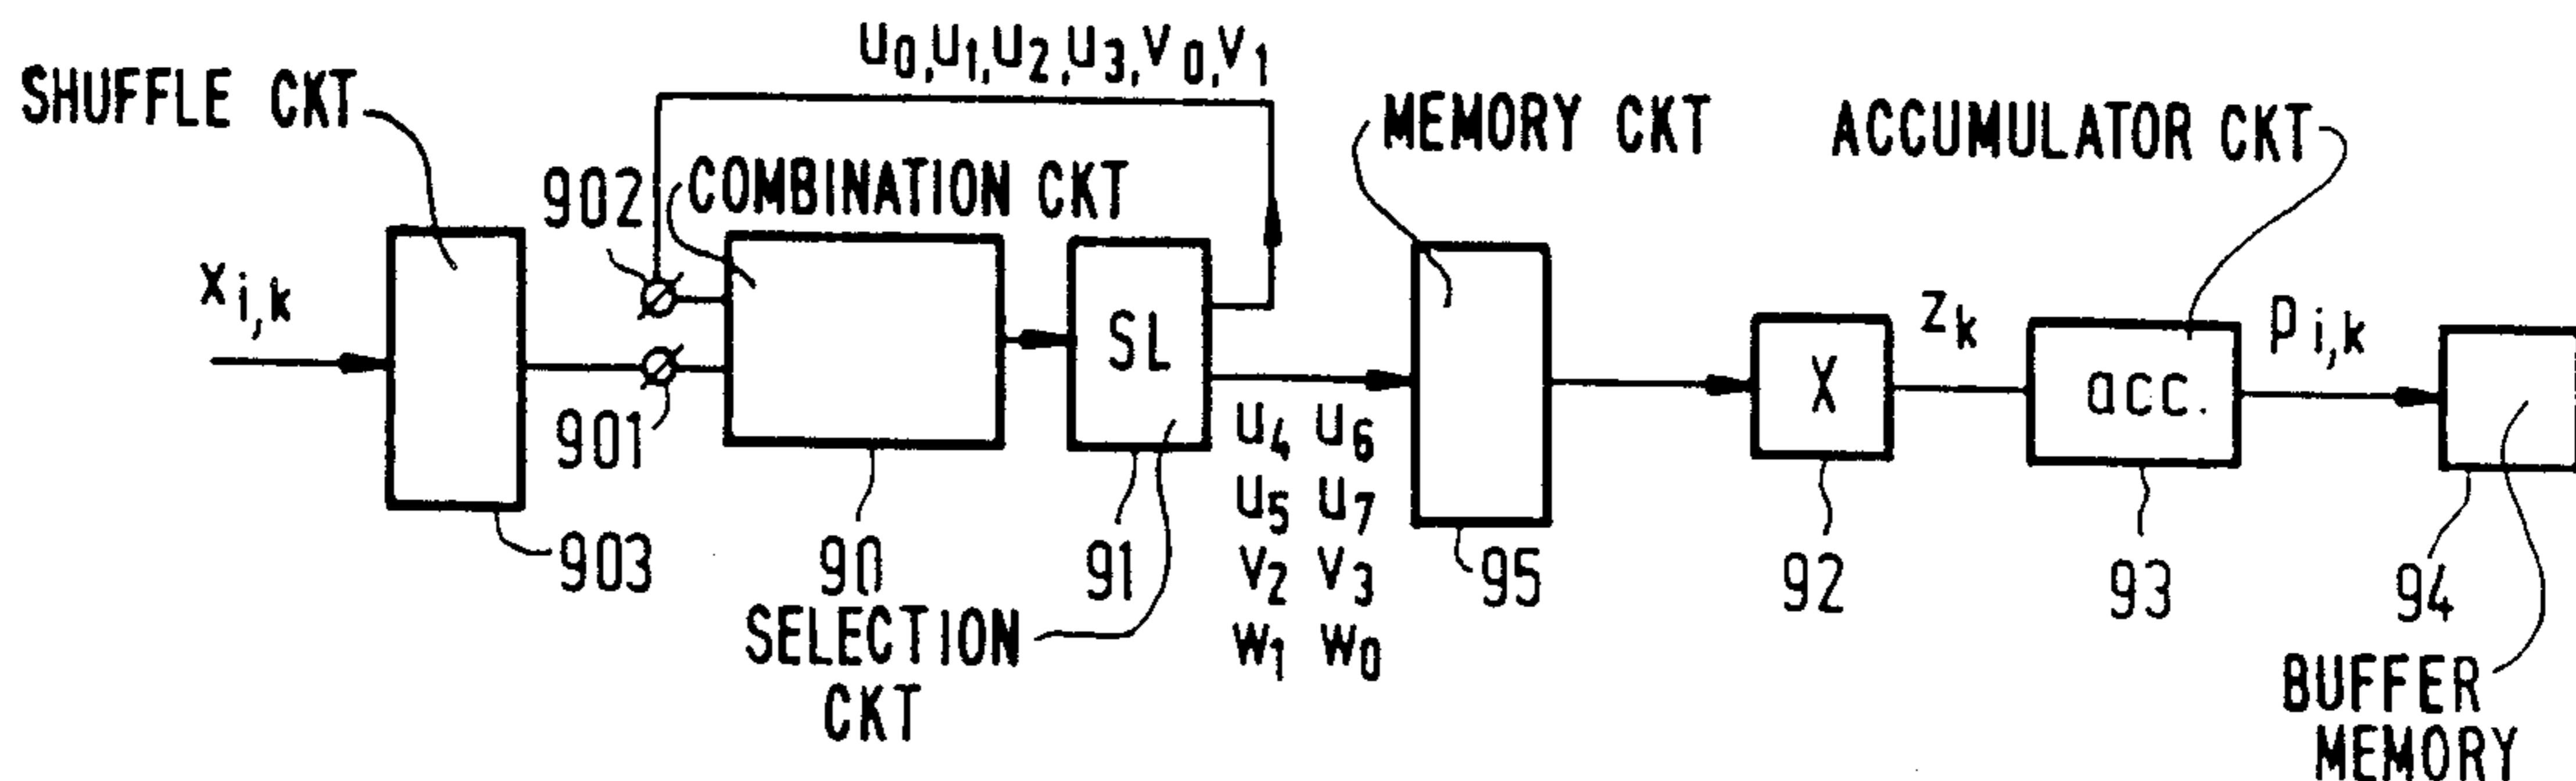 u0,u1,u2,u3,v0,v1
SHUFFLE CKT
MEMORY CKT
ACCUMULATOR CKT
902
COMBINATION CKT
xi,k
SL
zk
pi,k
X
acc.
901
u4 u6
u5 u7
v2 v3
w1 w0
903
90
91
95
92
93
94
SELECTION
CKT
BUFFER
MEMORY